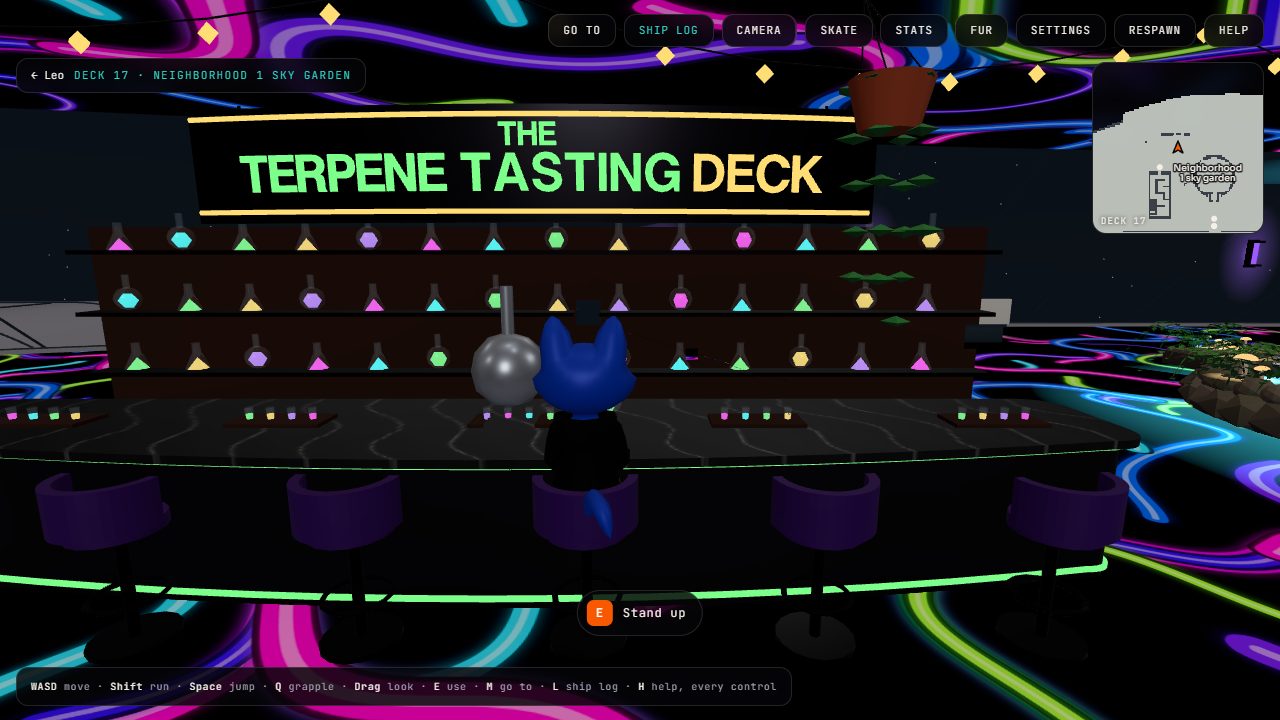 GO TO
SHIP LOG
CAMERA
SKATE
STATS
FUR
SETTINGS
RESPAWN
HELP
← Leo DECK 17 · NEIGHBORHOOD 1 SKY GARDEN
THE
TERPENE TASTING DECK
Neighborhood
1 sky garden
DECK 17
E Stand up
WASD move · Shift run · Space jump · Q grapple · Drag look · E use · M go to · L ship log · H help, every control